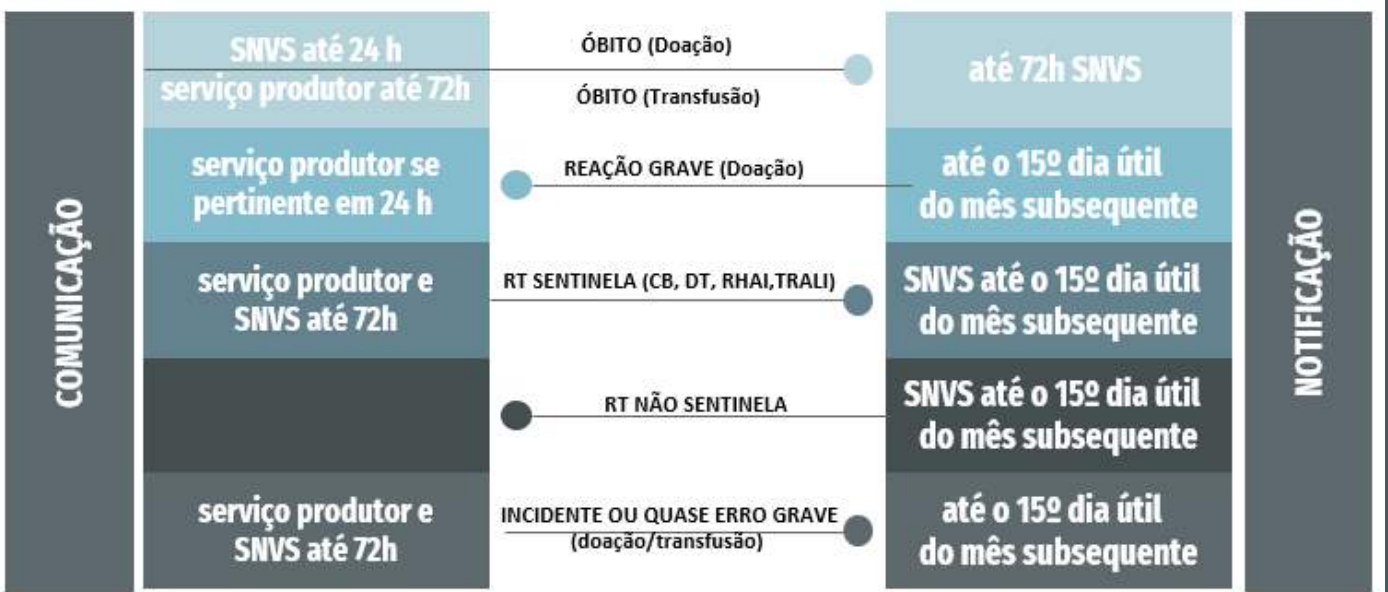 COMUNICAÇÃO
SNVS até 24 h
serviço produtor até 72h
ÓBITO (Doação)
ÓBITO (Transfusão)
até 72h SNVS
serviço produtor se
pertinente em 24 h
REAÇÃO GRAVE (Doação)
até o 15º dia útil
do mês subsequente
serviço produtor e
SNVS até 72h
RT SENTINELA (CB, DT, RHAI,TRALI)
SNVS até o 15º dia útil
do mês subsequente
RT NÃO SENTINELA
SNVS até o 15º dia útil
do mês subsequente
serviço produtor e
SNVS até 72h
INCIDENTE OU QUASE ERRO GRAVE
(doação/transfusão)
até o 15º dia útil
do mês subsequente
NOTIFICAÇÃO